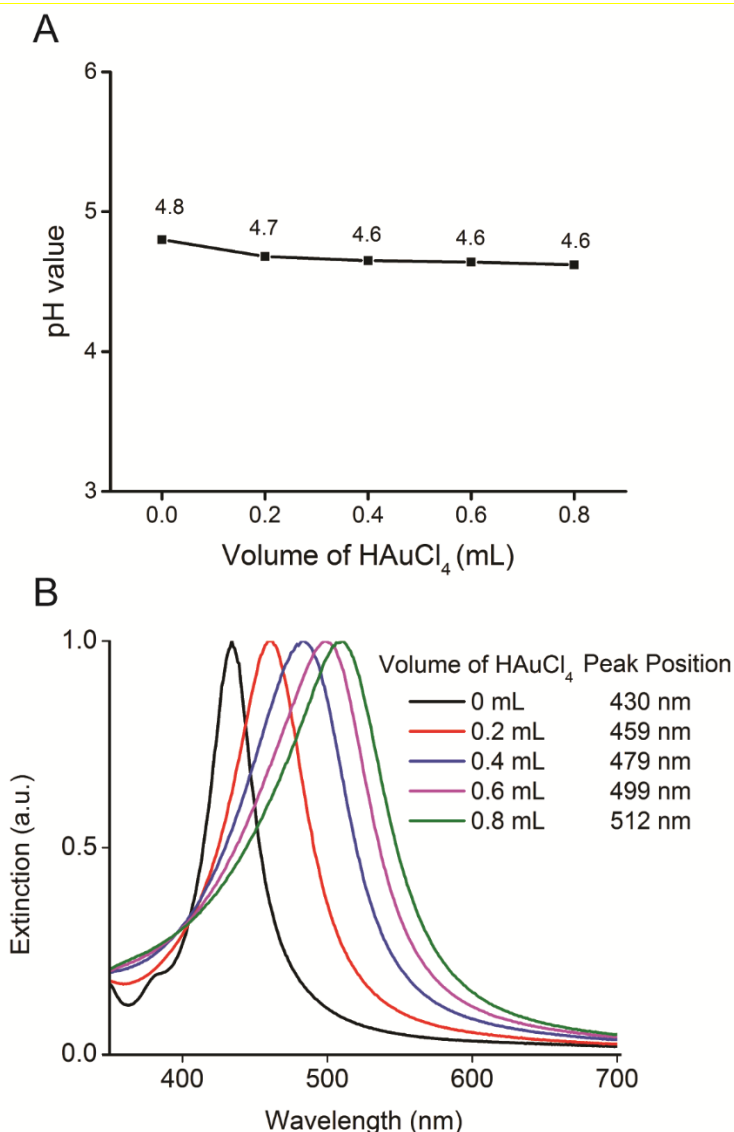 A
6
5
4
3
pH value
4.8
4.7
4.6
4.6
4.6
0.0 0.2 0.4 0.6 0.8
Volume of HAuCl₄ (mL)
B
1.0
0.5
0.0
Extinction (a.u.)
Volume of HAuCl₄ Peak Position
0 mL 430 nm
0.2 mL 459 nm
0.4 mL 479 nm
0.6 mL 499 nm
0.8 mL 512 nm
400 500 600 700
Wavelength (nm)